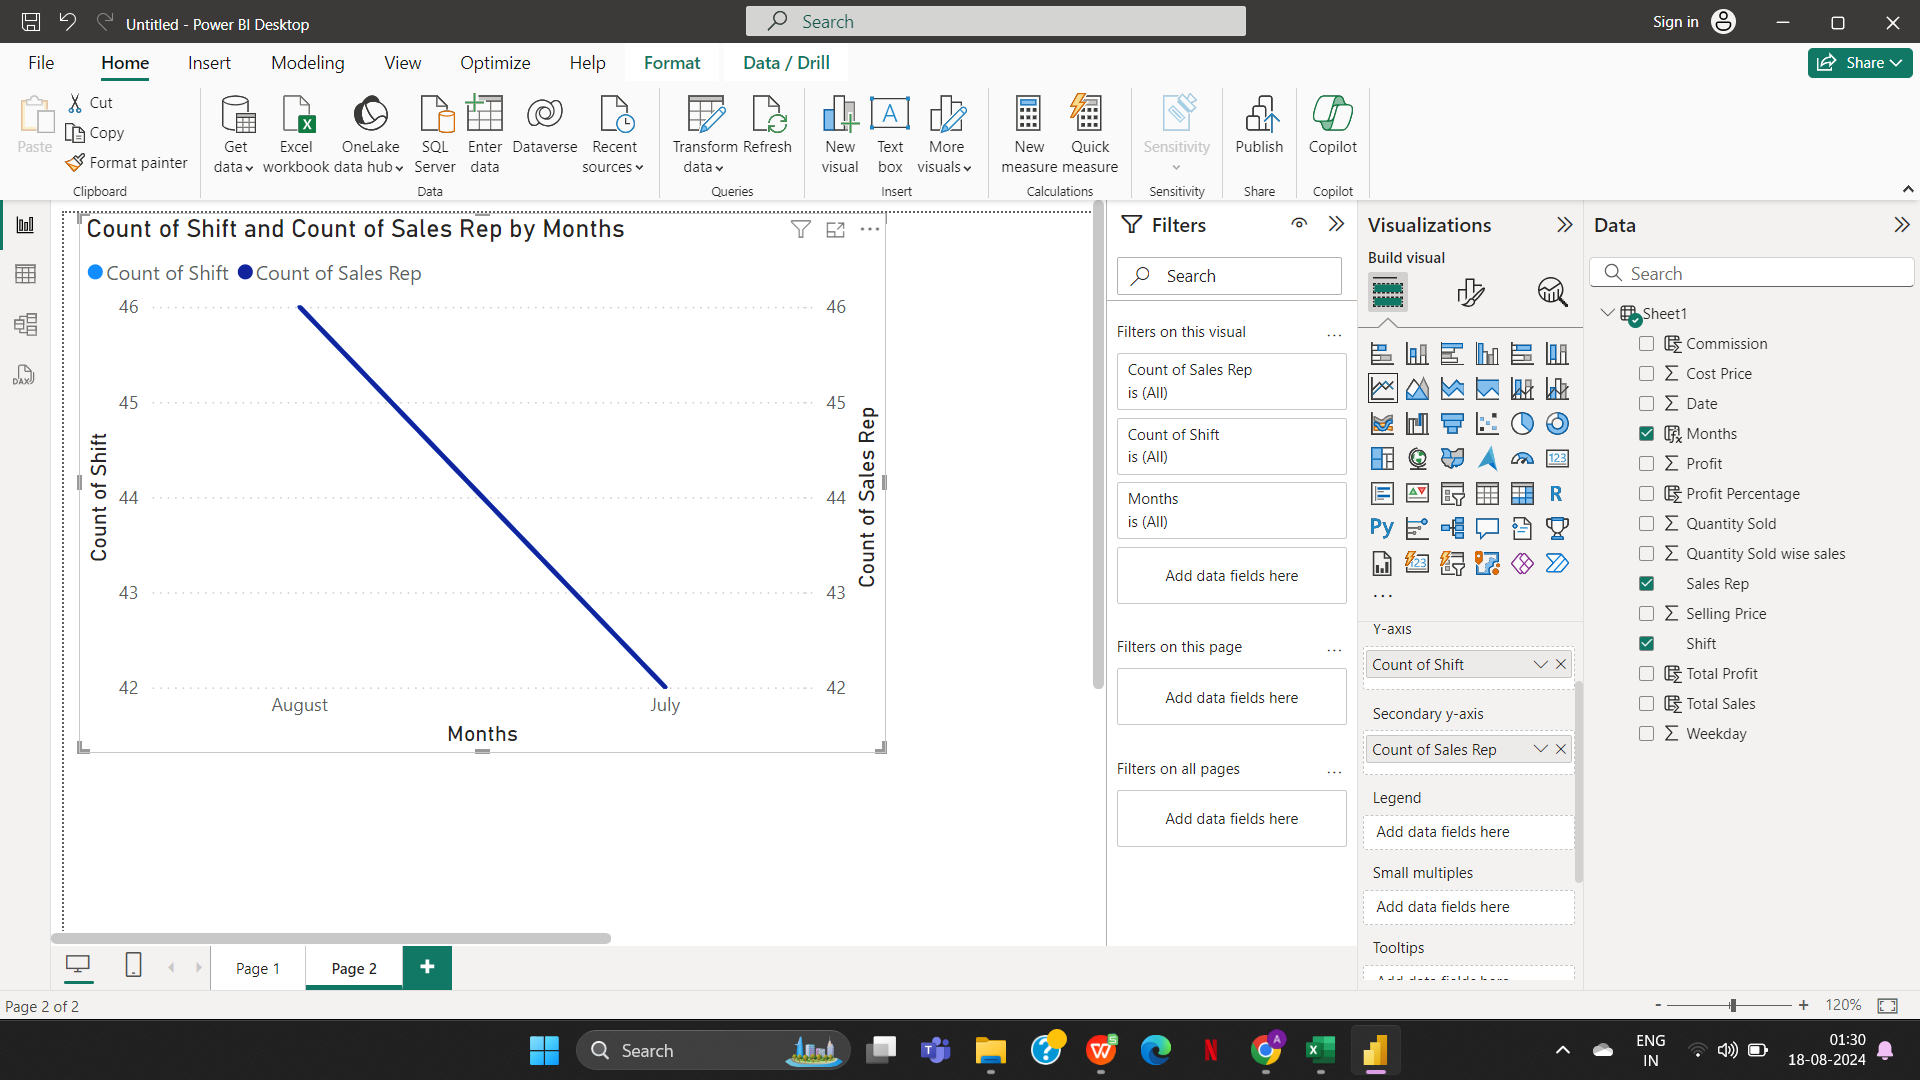 Untitled - Power BI Desktop
Search
Sign in
File
Home
Insert
Modeling
View
Optimize
Help
Format
Data / Drill
Share
Paste
Cut
Copy
Format painter
Clipboard
Get data
Excel workbook
OneLake data hub
SQL Server
Enter data
Dataverse
Recent sources
Data
Transform data
Refresh
Queries
New visual
Text box
More visuals
Insert
New measure
Quick measure
Calculations
Sensitivity
Sensitivity
Publish
Share
Copilot
Copilot
Count of Shift and Count of Sales Rep by Months
Count of Shift
Count of Sales Rep
46
45
44
43
42
Count of Shift
46
45
44
43
42
Count of Sales Rep
August
July
Months
Filters
Search
Filters on this visual
...
Count of Sales Rep
is (All)
Count of Shift
is (All)
Months
is (All)
Add data fields here
Filters on this page
...
Add data fields here
Filters on all pages
...
Add data fields here
Visualizations
Build visual
123
R
Py
123
...
Y-axis
Count of Shift
Secondary y-axis
Count of Sales Rep
Legend
Add data fields here
Small multiples
Add data fields here
Tooltips
Add data fields here
Data
Search
Sheet1
Commission
Cost Price
Date
Months
Profit
Profit Percentage
Quantity Sold
Quantity Sold wise sales
Sales Rep
Selling Price
Shift
Total Profit
Total Sales
Weekday
DAX
Page 1
Page 2
+
Page 2 of 2
- + 120%
Search
ENG
IN
01:30
18-08-2024